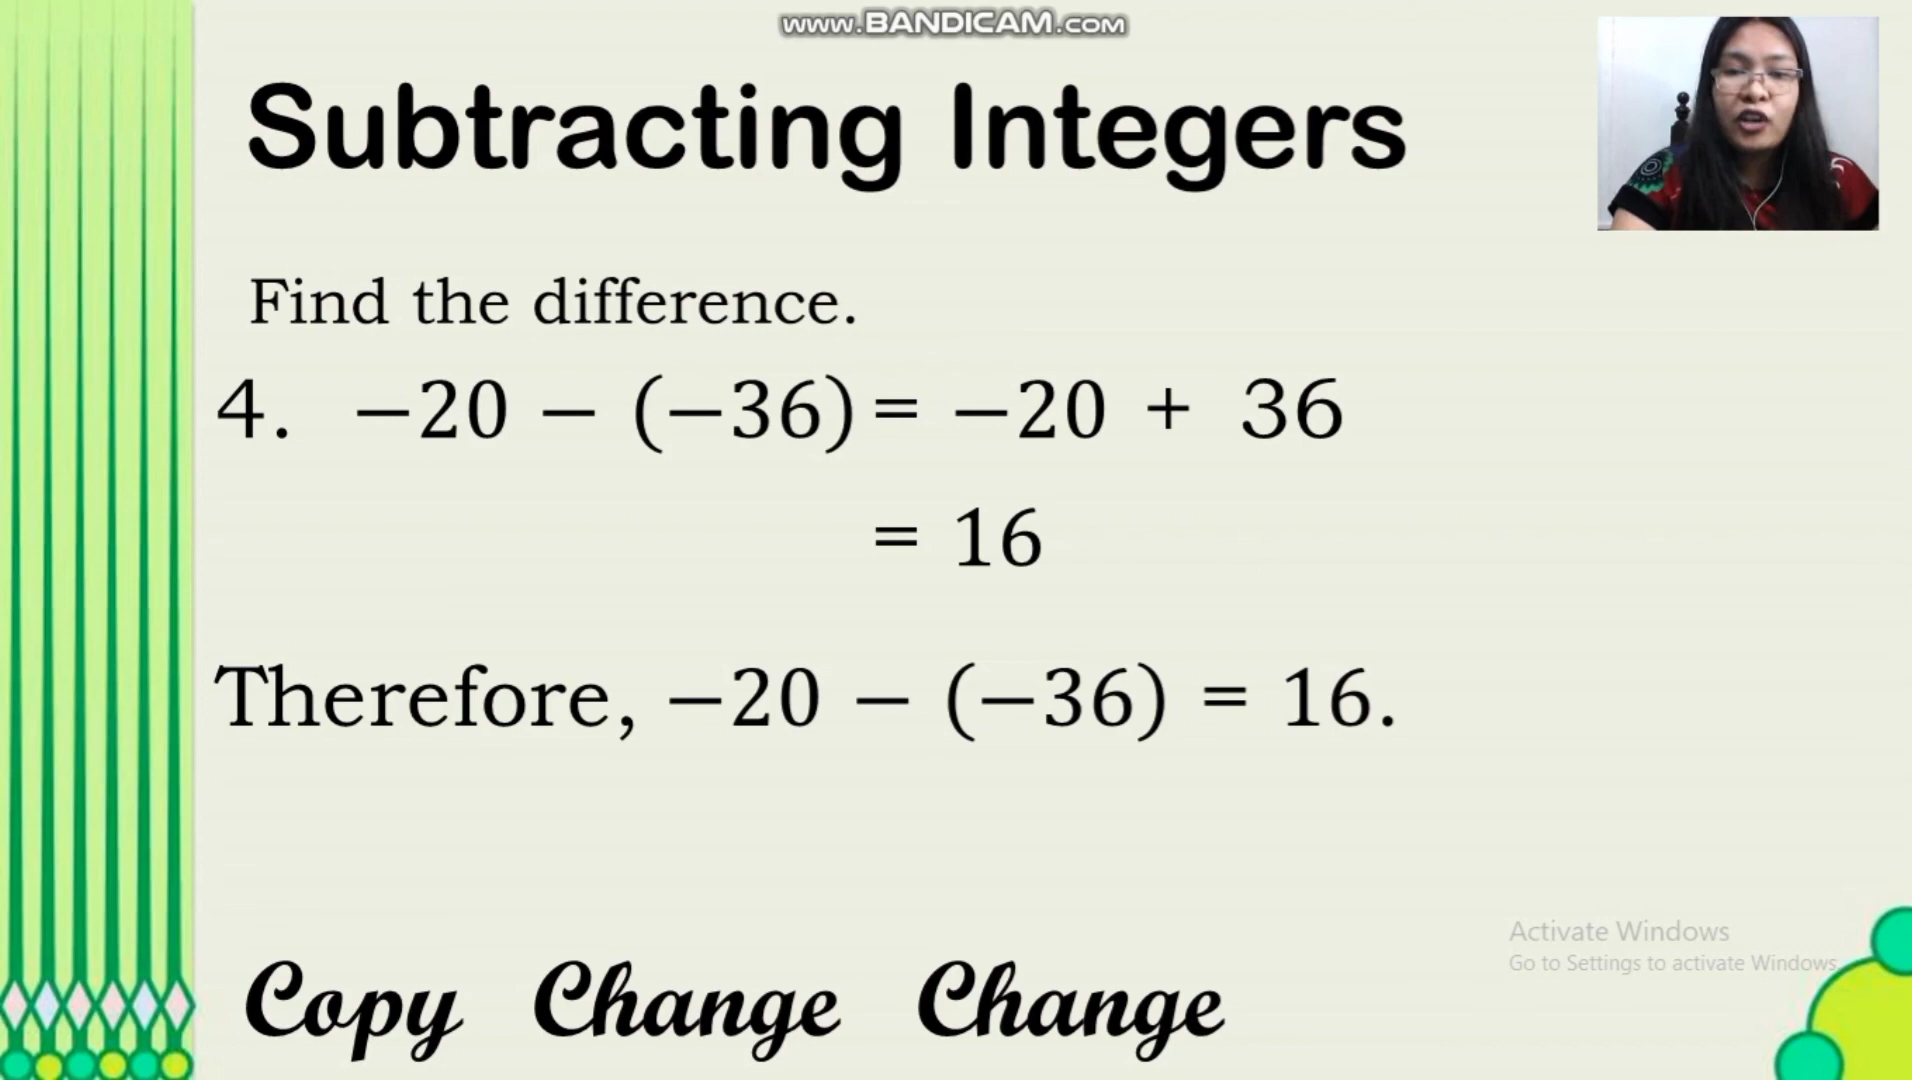 www.BANDICAM.com
Subtracting Integers
Find the difference.
4. −20 − (−36) = −20 + 36
= 16
Therefore, −20 − (−36) = 16.
Activate Windows
Go to Settings to activate Windows.
Copy Change Change